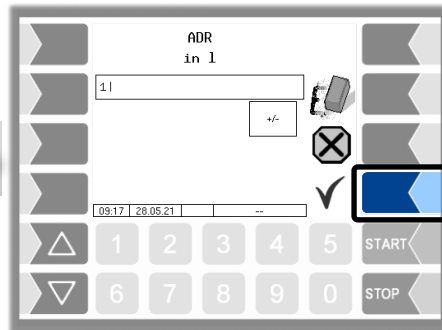 ADR
in l
1|
+/-
09:17 28.05.21 --
1 2 3 4 5 START
6 7 8 9 0 STOP